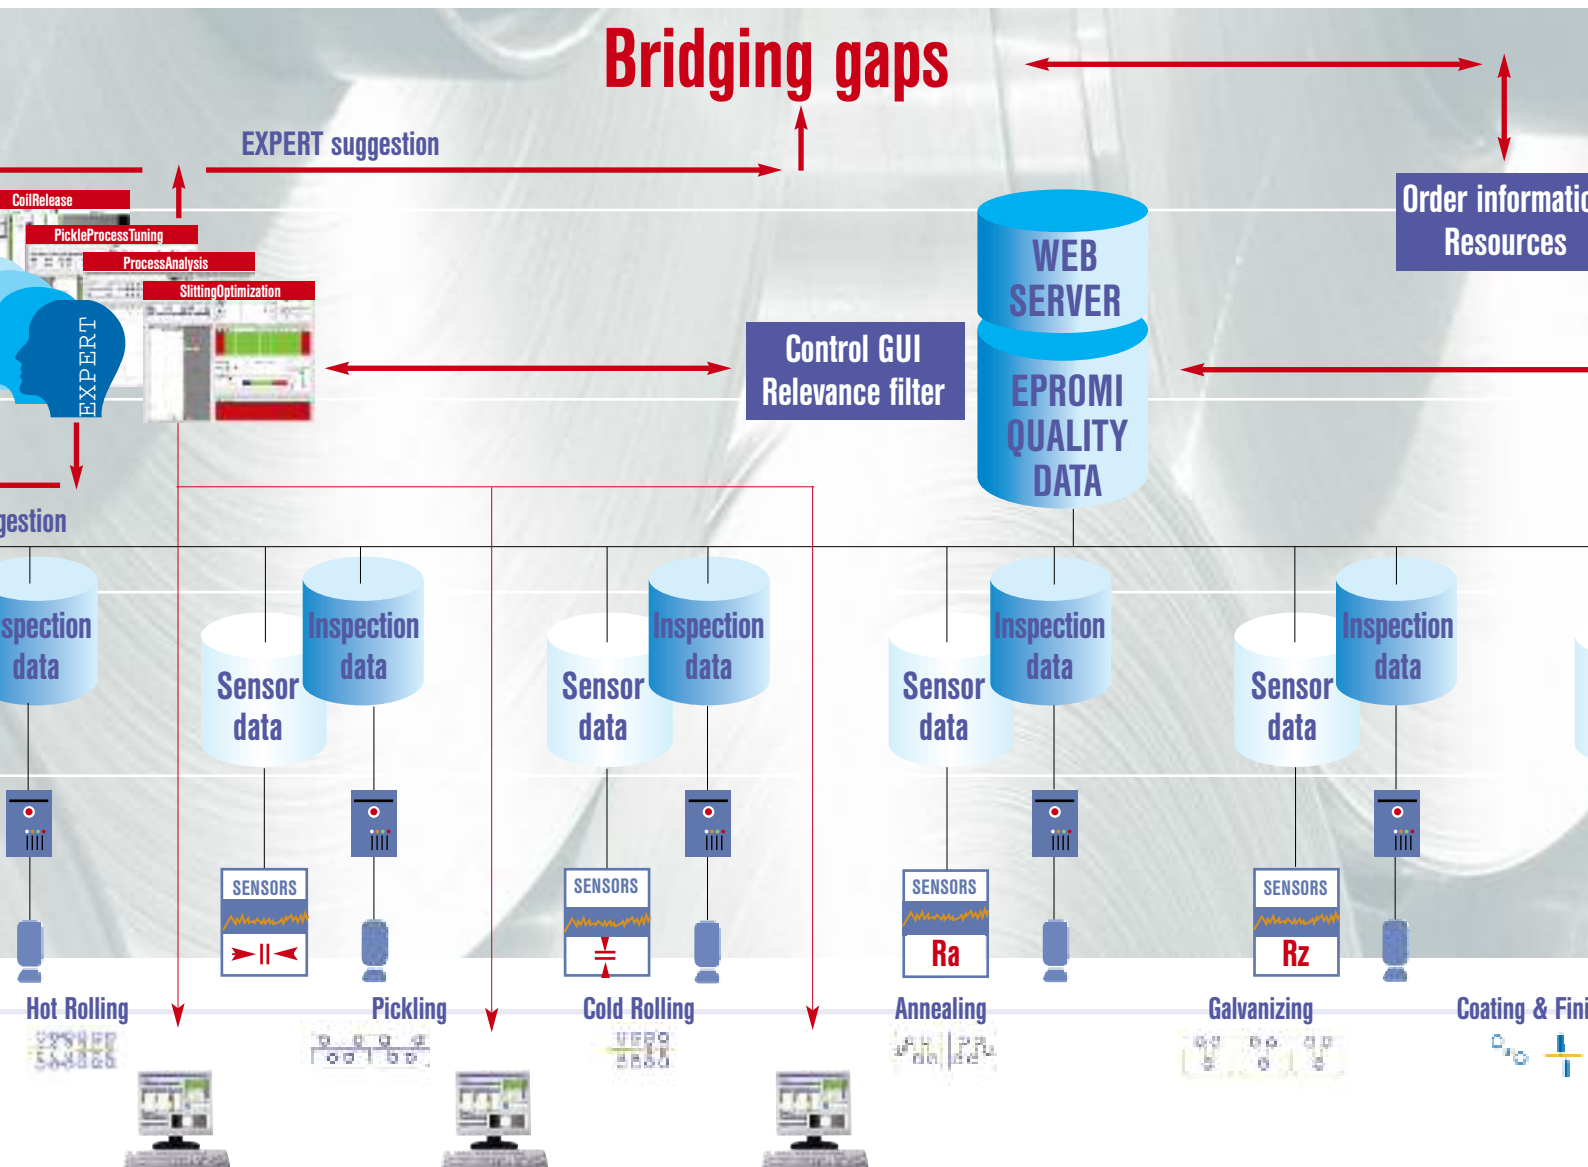 Bridging gaps
EXPERT suggestion
CoilRelease
PickleProcessTuning
ProcessAnalysis
SlittingOptimization
EXPERT
Order informatio
Resources
WEB
SERVER
Control GUI
Relevance filter
EPROMI
QUALITY
DATA
gestion
spection
data
Sensor
data
Inspection
data
Sensor
data
Inspection
data
Sensor
data
Inspection
data
Sensor
data
Inspection
data
SENSORS
SENSORS
SENSORS
Ra
SENSORS
Rz
Hot Rolling
Pickling
Cold Rolling
Annealing
Galvanizing
Coating & Fini